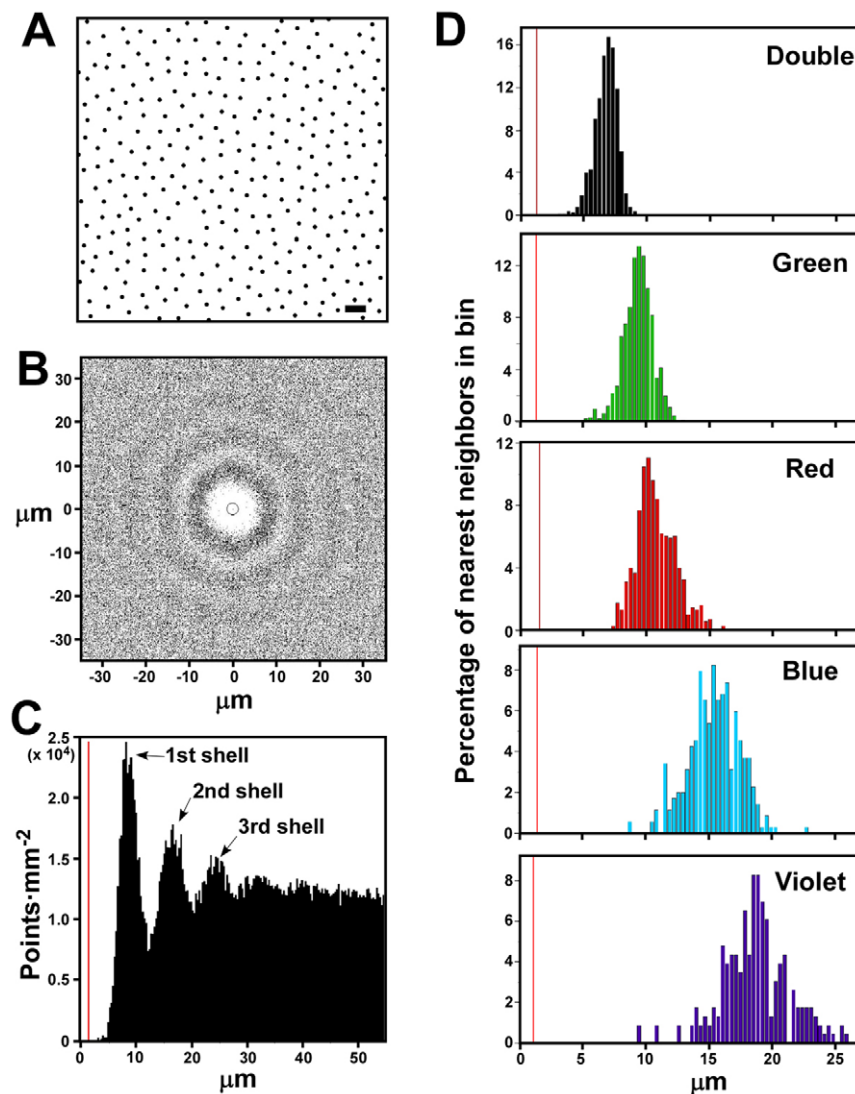 A
B
30
20
10
μm
0
-10
-20
-30
-30 -20 -10 0 10 20 30
μm
C
2.5
(x 10⁴)
2.0
1.5
1.0
0.5
0
Points·mm⁻²
1st shell
2nd shell
3rd shell
0 10 20 30 40 50
μm
D
Percentage of nearest neighbors in bin
Double
16
12
8
4
0
Green
12
8
4
0
Red
12
8
4
0
Blue
8
6
4
2
0
Violet
8
6
4
2
0
0 5 10 15 20 25
μm